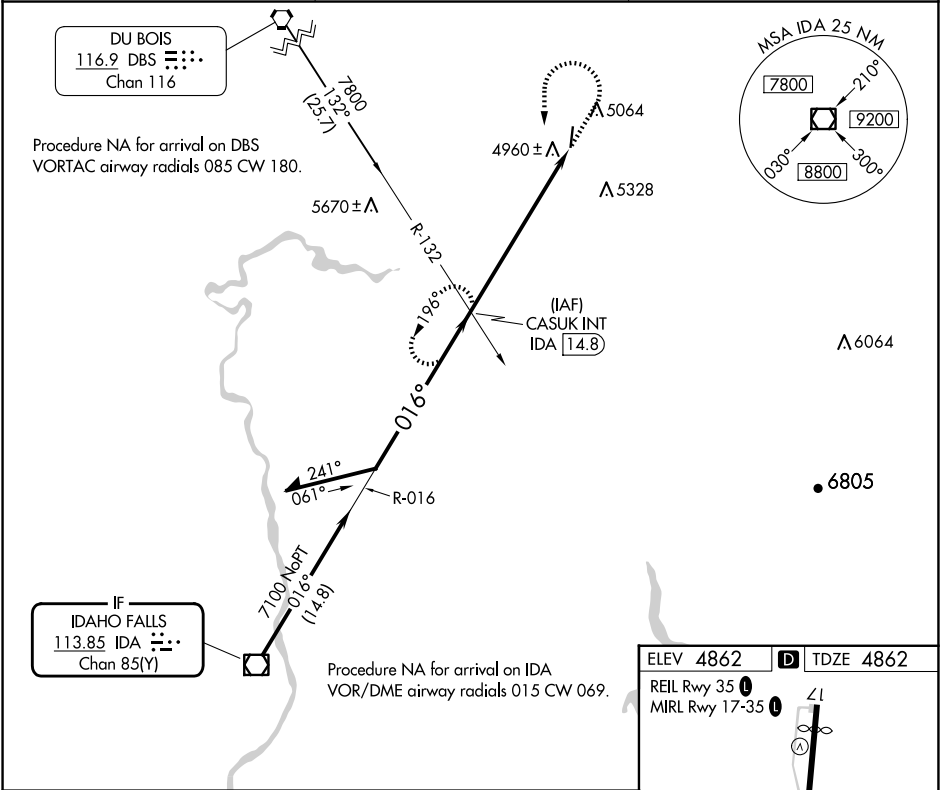 DU BOIS
116.9 DBS
Chan 116
Procedure NA for arrival on DBS
VORTAC airway radials 085 CW 180.
7800
132°
(25.7)
R-132
5670±
4960±
5064
5328
MSA IDA 25 NM
7800
210°
9200
030°
8800
300°
196°
(IAF)
CASUK INT
IDA 14.8
6064
016°
241°
061°
R-016
6805
7100 NoPT
016°
(14.8)
IF
IDAHO FALLS
113.85 IDA
Chan 85(Y)
Procedure NA for arrival on IDA
VOR/DME airway radials 015 CW 069.
ELEV 4862 D TDZE 4862
REIL Rwy 35 L
MIRL Rwy 17-35 L
17